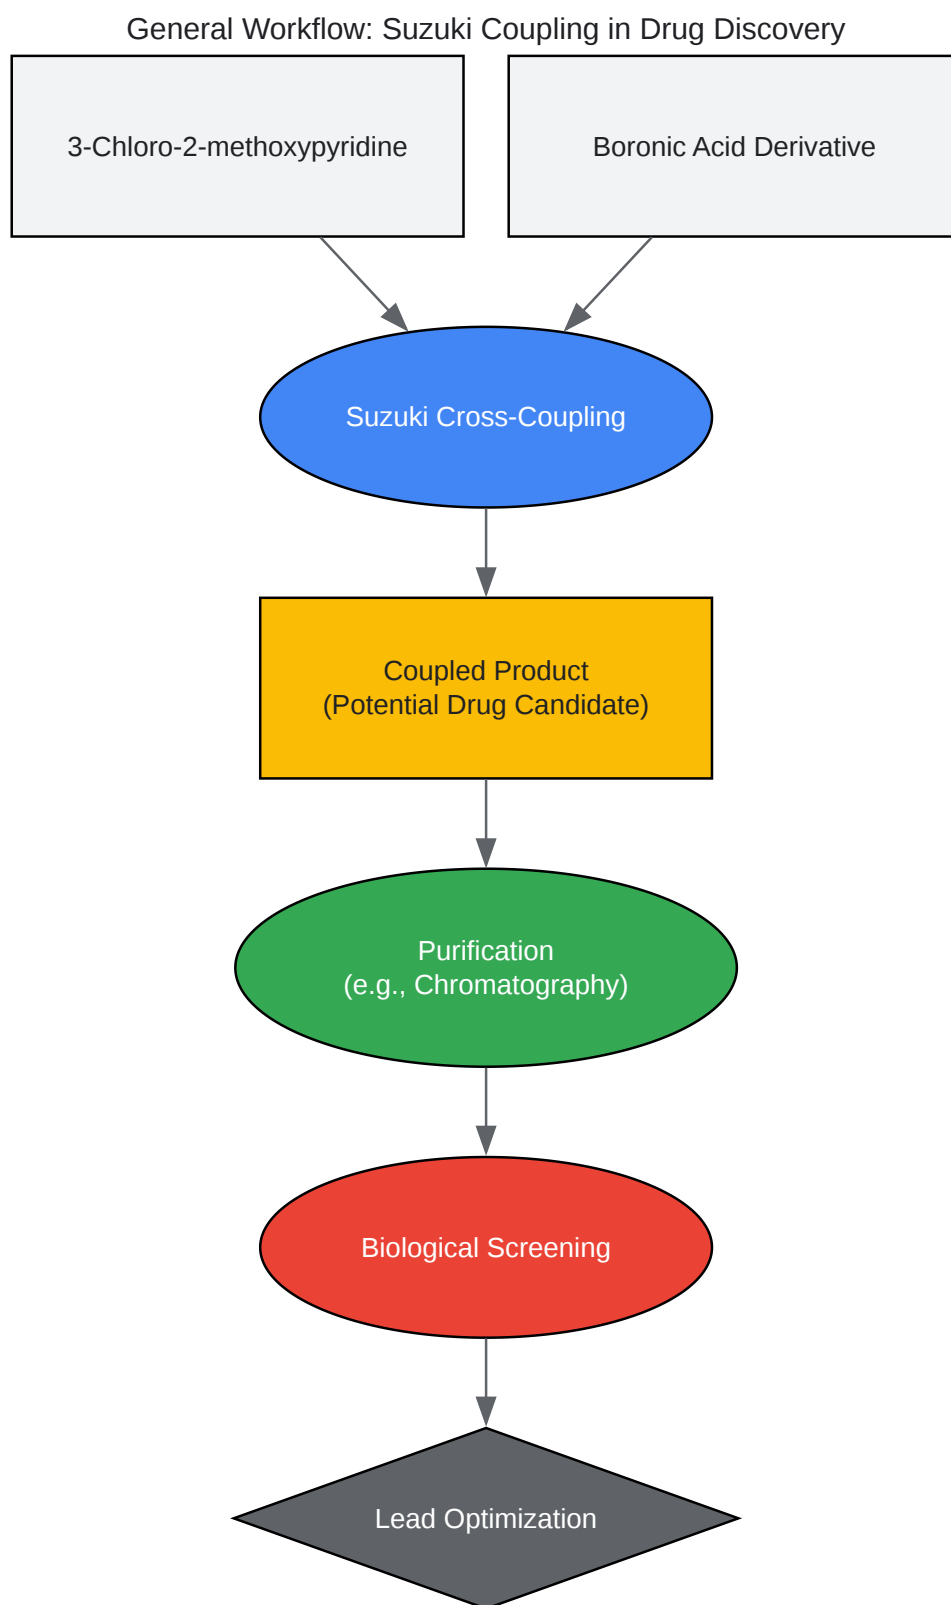 General Workflow: Suzuki Coupling in Drug Discovery
3-Chloro-2-methoxypyridine
Boronic Acid Derivative
Suzuki Cross-Coupling
Coupled Product
(Potential Drug Candidate)
Purification
(e.g., Chromatography)
Biological Screening
Lead Optimization